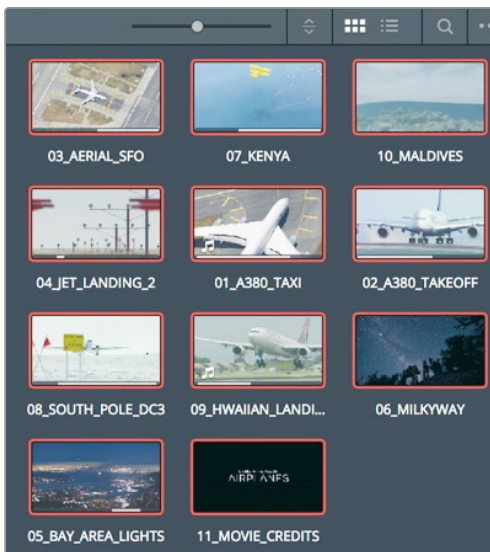 03_AERIAL_SFO
07_KENYA
10_MALDIVES
04_JET_LANDING_2
01_A380_TAXI
02_A380_TAKEOFF
08_SOUTH_POLE_DC3
09_HWAIIAN_LANDI...
06_MILKYWAY
AIRPLANES
05_BAY_AREA_LIGHTS
11_MOVIE_CREDITS